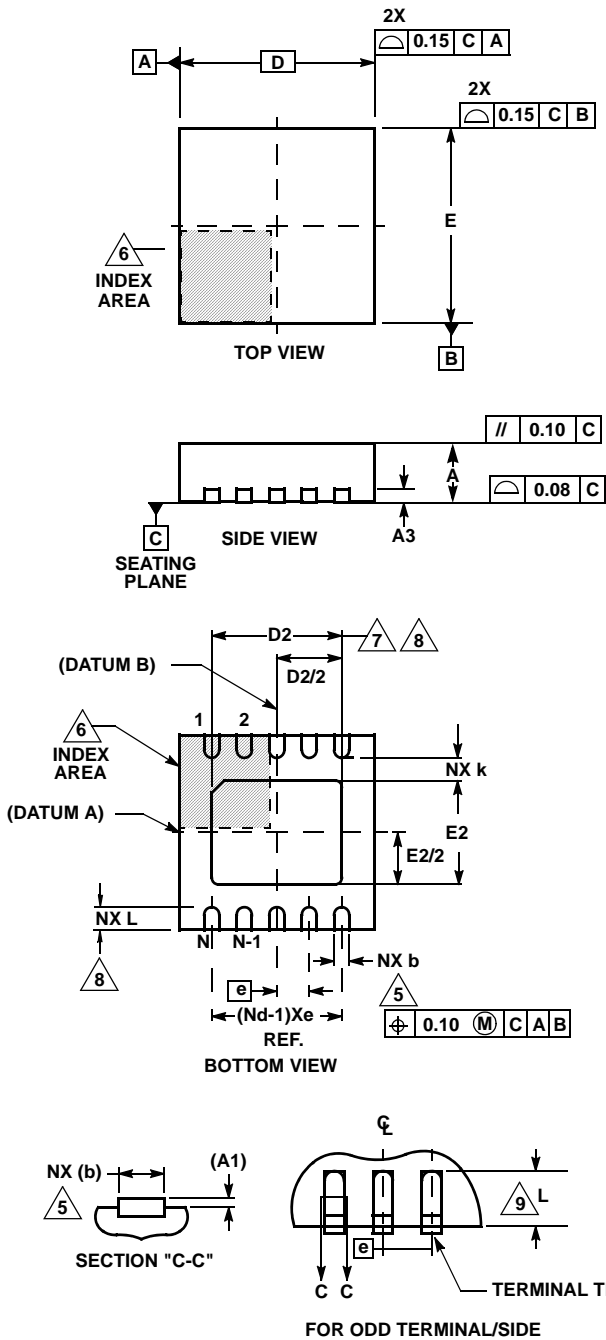 2X
⌓ 0.15 C A
A
D
2X
⌓ 0.15 C B
E
6
INDEX
AREA
TOP VIEW
B
// 0.10 C
A
⌓ 0.08 C
C
SIDE VIEW
A3
SEATING
PLANE
D2
7 8
(DATUM B)
D2/2
6
INDEX
AREA
1 2
NX k
(DATUM A)
E2
E2/2
NX L
8
N N-1
NX b
e
5
(Nd-1)Xe
⌖ 0.10 Ⓜ C A B
REF.
BOTTOM VIEW
NX (b)
(A1)
5
SECTION "C-C"
℄
9 L
e
C C
TERMINAL T
FOR ODD TERMINAL/SIDE